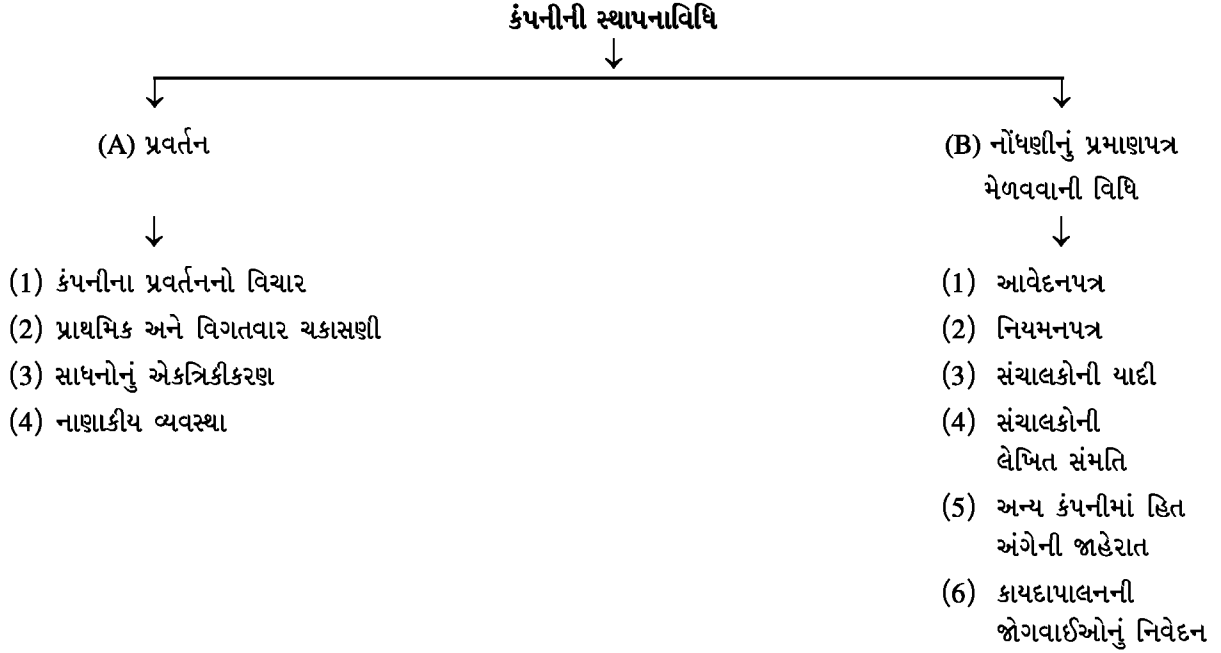 કંપનીની સ્થાપનાવિધિ
(A) પ્રવર્તન
(1) કંપનીના પ્રવર્તનનો વિચાર
(2) પ્રાથમિક અને વિગતવાર ચકાસણી
(3) સાધનોનું એકત્રિકીકરણ
(4) નાણાકીય વ્યવસ્થા
(B) નોંધણીનું પ્રમાણપત્ર
મેળવવાની વિધિ
(1) આવેદનપત્ર
(2) નિયમનપત્ર
(3) સંચાલકોની યાદી
(4) સંચાલકોની
લેખિત સંમતિ
(5) અન્ય કંપનીમાં હિત
અંગેની જાહેરાત
(6) કાયદાપાલનની
જોગવાઈઓનું નિવેદન